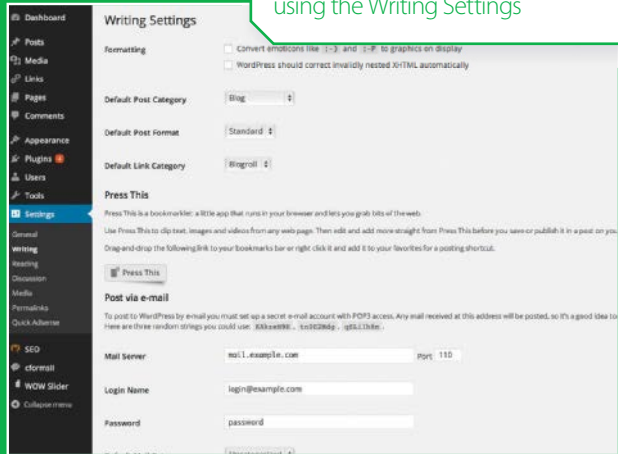 using the Writing Settings
Dashboard
Posts
Media
Links
Pages
Comments
Appearance
Plugins
Users
Tools
Settings
General
Writing
Reading
Discussion
Media
Permalinks
Quick Adsense
SEO
cformsII
WOW Slider
Collapse menu
Writing Settings
Formatting
Convert emoticons like :-) and :-P to graphics on display
WordPress should correct invalidly nested XHTML automatically
Default Post Category Blog
Default Post Format Standard
Default Link Category Blogroll
Press This
Press This is a bookmarklet: a little app that runs in your browser and lets you grab bits of the web.
Use Press This to clip text, images and videos from any web page. Then edit and add more straight from Press This before you save or publish it in a post on you
Drag-and-drop the following link to your bookmarks bar or right click it and add it to your favorites for a posting shortcut.
Press This
Post via e-mail
To post to WordPress by e-mail you must set up a secret e-mail account with POP3 access. Any mail received at this address will be posted, so it's a good idea to
Here are three random strings you could use:
Mail Server mail.example.com Port 110
Login Name login@example.com
Password password